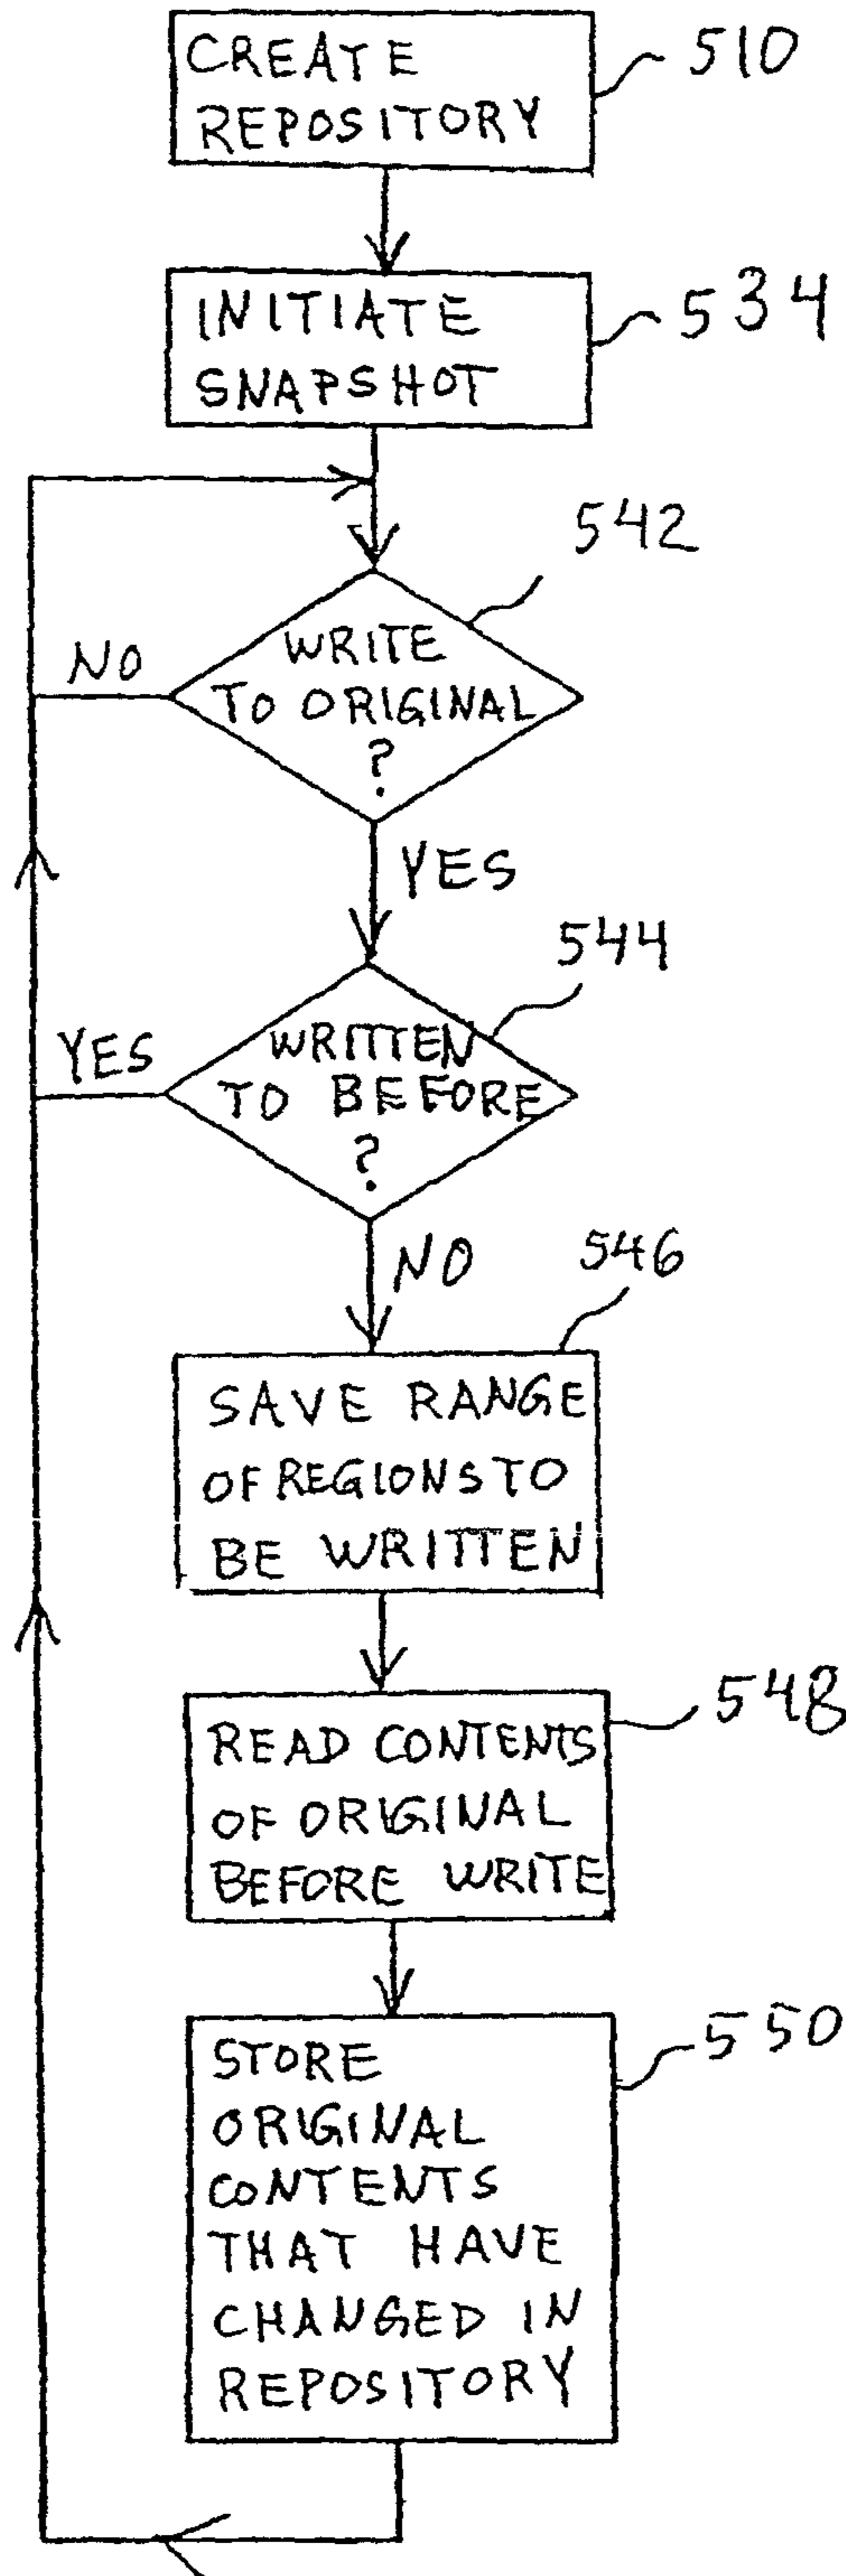 CREATE
REPOSITORY
510
INITIATE
SNAPSHOT
534
542
WRITE
TO ORIGINAL
?
NO
YES
544
WRITTEN
TO BEFORE
?
YES
NO
546
SAVE RANGE
OF REGIONS TO
BE WRITTEN
548
READ CONTENTS
OF ORIGINAL
BEFORE WRITE
550
STORE
ORIGINAL
CONTENTS
THAT HAVE
CHANGED IN
REPOSITORY